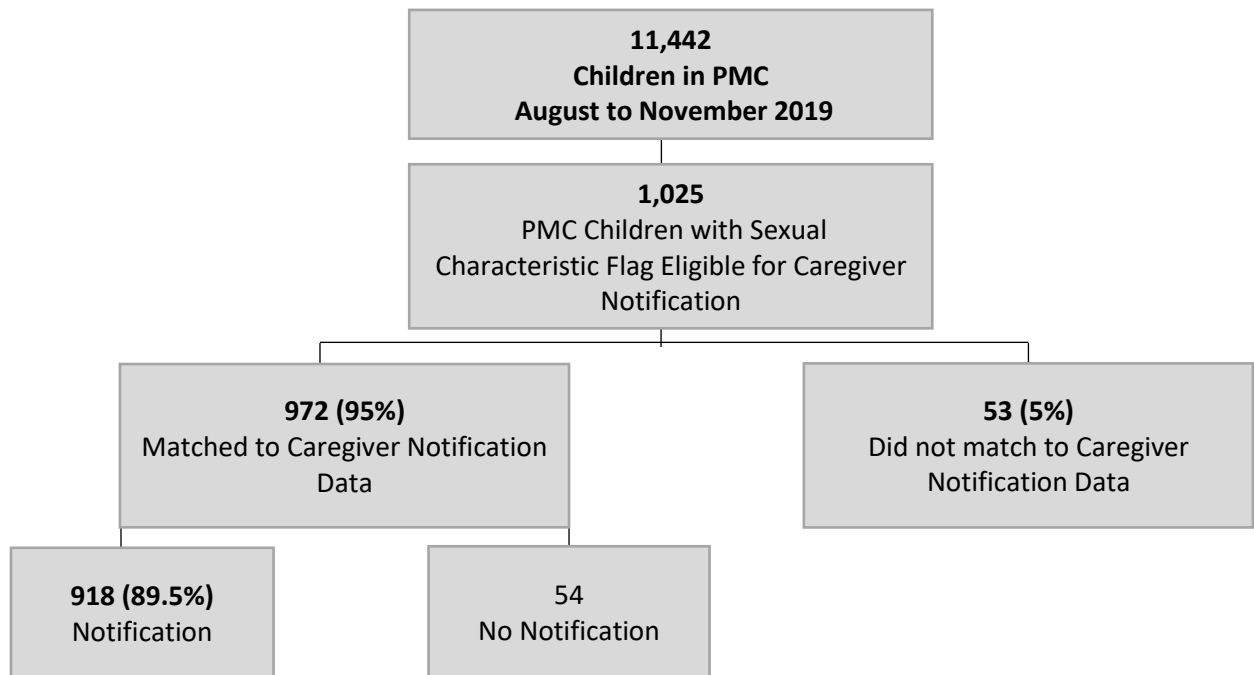 11,442
Children in PMC
August to November 2019
1,025
PMC Children with Sexual
Characteristic Flag Eligible for Caregiver
Notification
972 (95%)
Matched to Caregiver Notification
Data
53 (5%)
Did not match to Caregiver
Notification Data
918 (89.5%)
Notification
54
No Notification